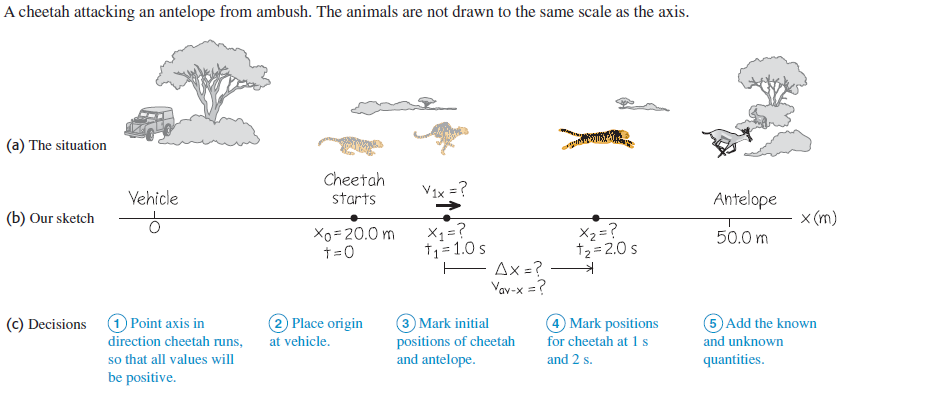 A cheetah attacking an antelope from ambush. The animals are not drawn to the same scale as the axis.
(a) The situation
(b) Our sketch
Vehicle
0
Cheetah
starts
x₀=20.0 m
t=0
v₁ₓ =?
x₁=?
t₁=1.0 s
Δx =?
vₐᵥ₋ₓ =?
x₂=?
t₂=2.0 s
Antelope
50.0 m
x (m)
(c) Decisions
① Point axis in
direction cheetah runs,
so that all values will
be positive.
② Place origin
at vehicle.
③ Mark initial
positions of cheetah
and antelope.
④ Mark positions
for cheetah at 1 s
and 2 s.
⑤ Add the known
and unknown
quantities.